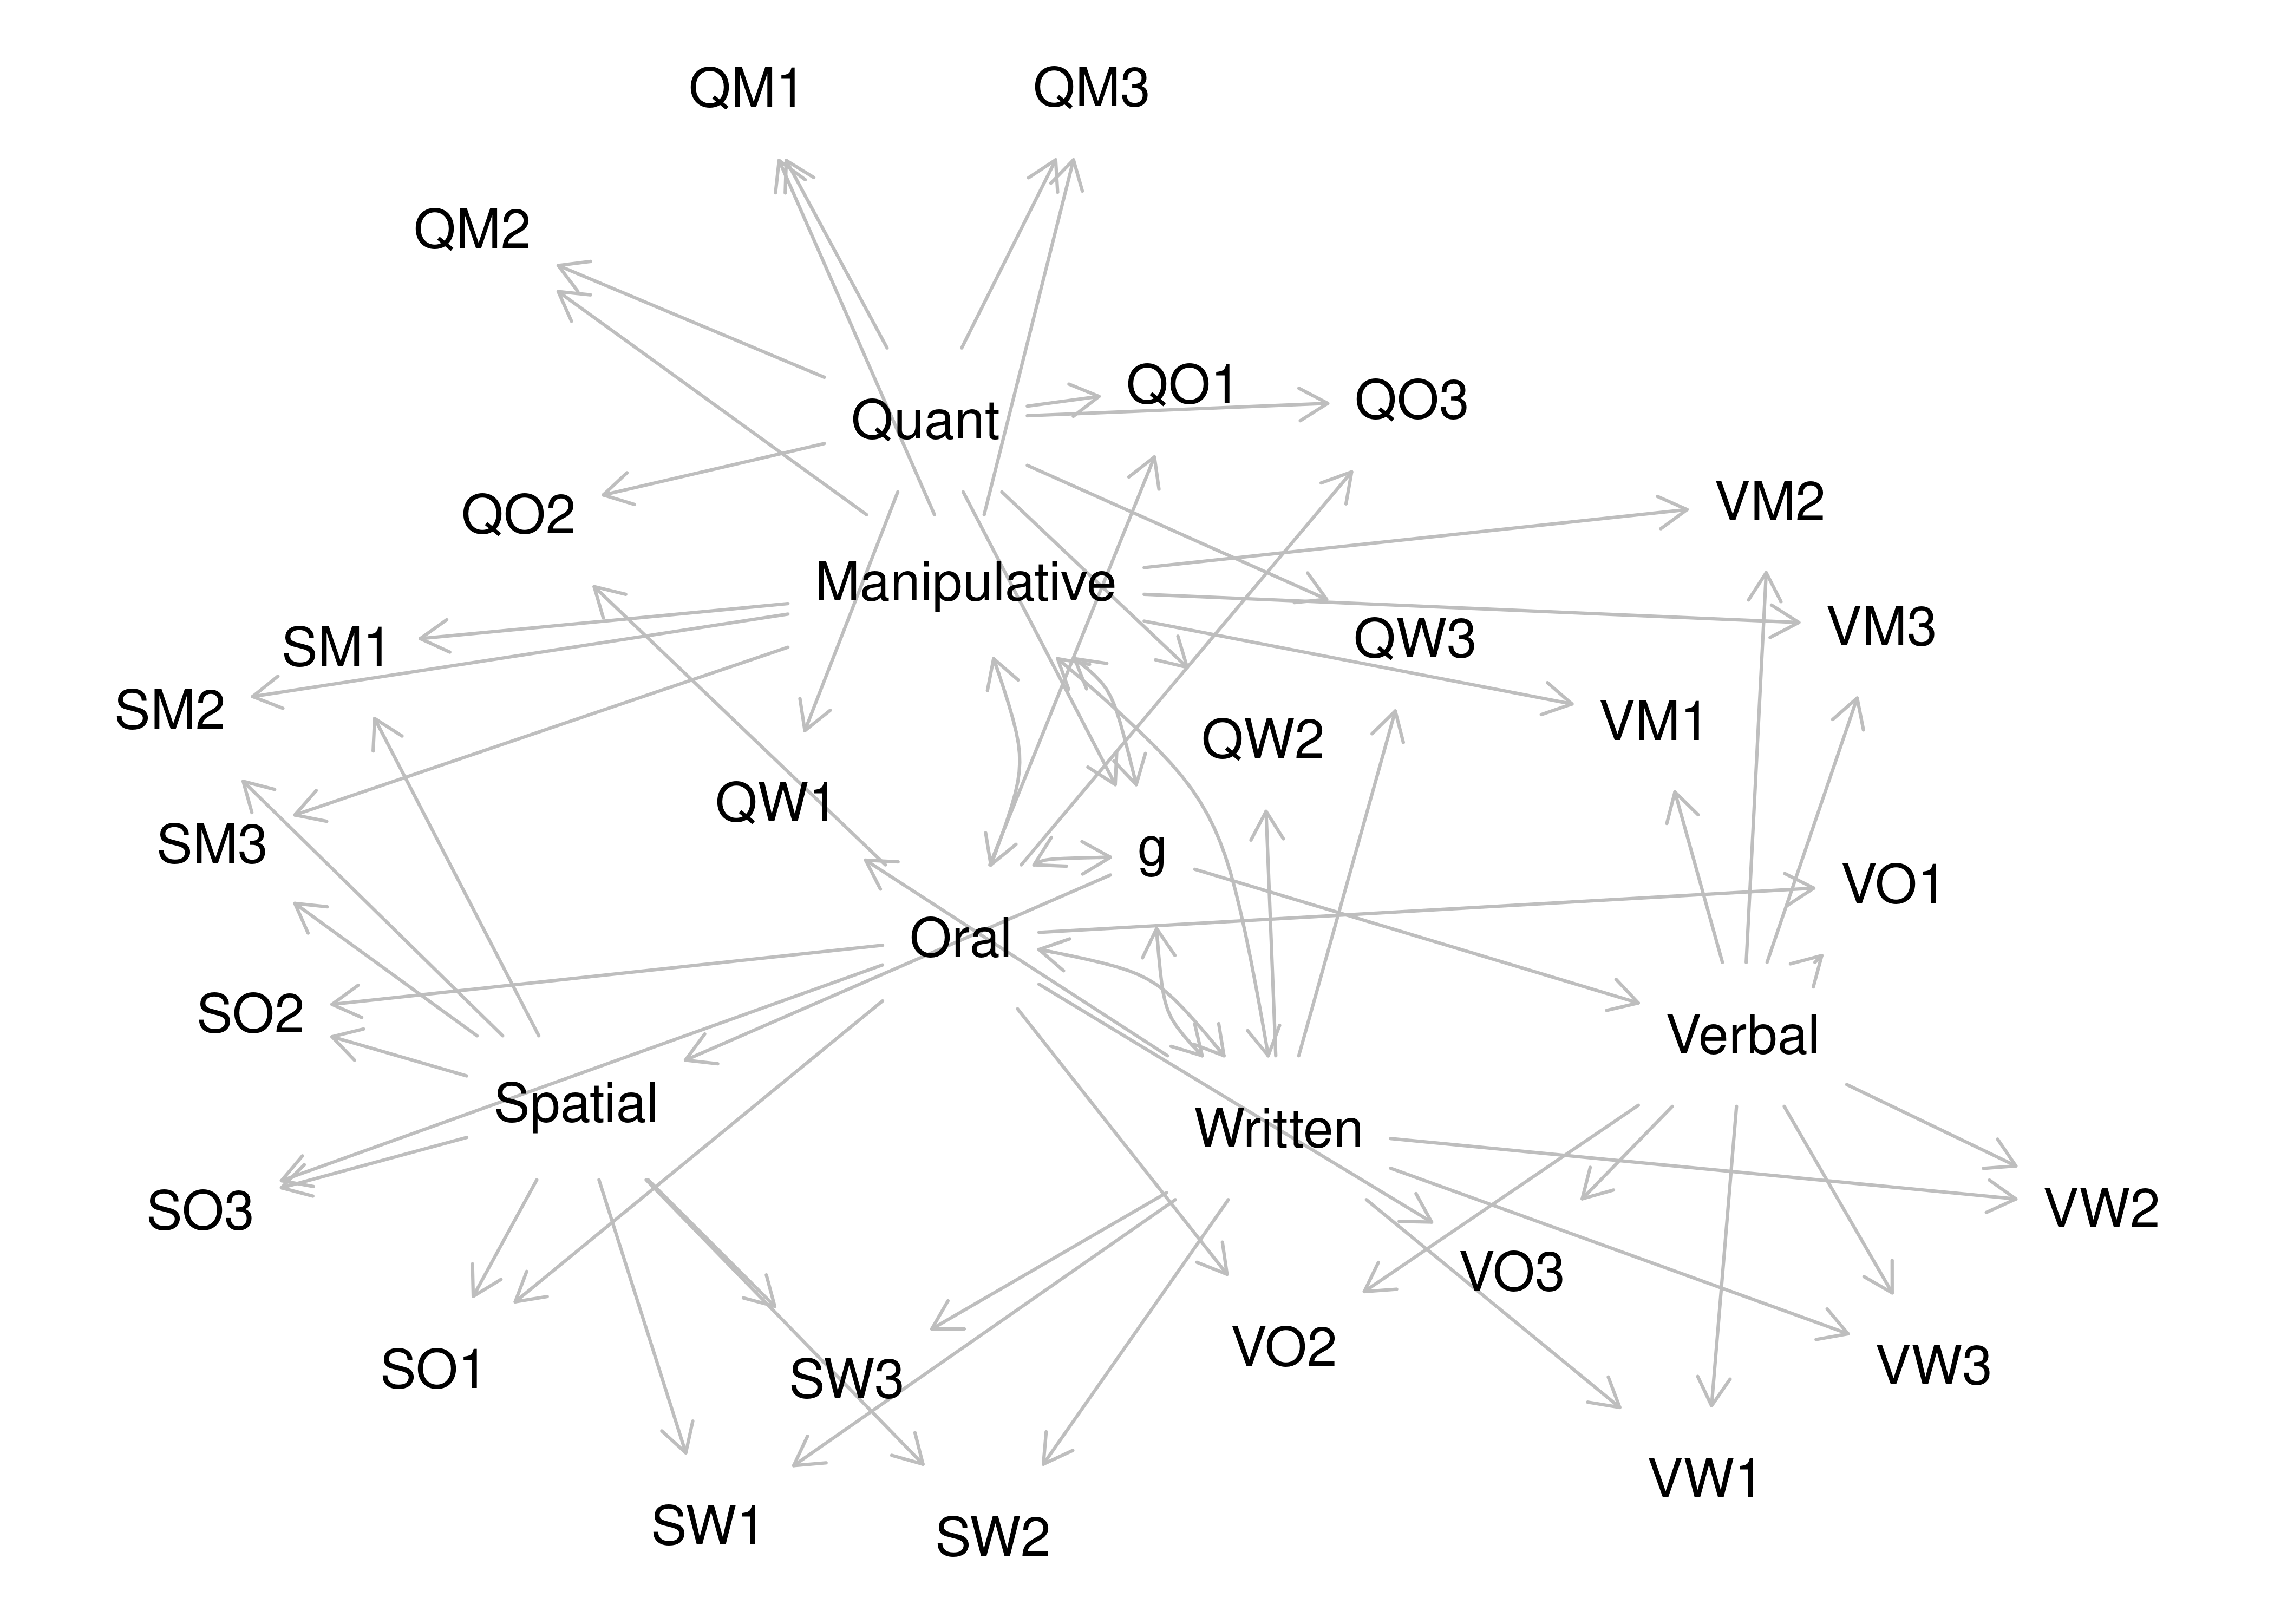 QM1
QM3
QM2
QO1
QO3
Quant
QO2
VM2
Manipulative
VM3
QW3
SM1
SM2
VM1
QW2
QW1
SM3
g
VO1
Oral
SO2
Verbal
Spatial
Written
SO3
VW2
VO3
VO2
SO1
SW3
VW3
VW1
SW1
SW2